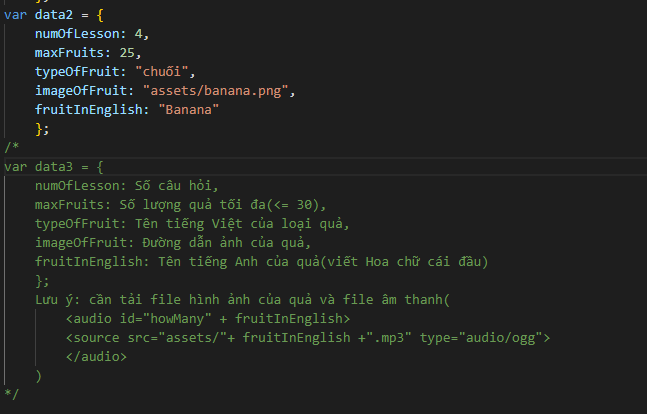 };
var data2 = {
numOfLesson: 4,
maxFruits: 25,
typeOfFruit: "chuối",
imageOfFruit: "assets/banana.png",
fruitInEnglish: "Banana"
};
/*
var data3 = {
numOfLesson: Số câu hỏi,
maxFruits: Số lượng quả tối đa(<= 30),
typeOfFruit: Tên tiếng Việt của loại quả,
imageOfFruit: Đường dẫn ảnh của quả,
fruitInEnglish: Tên tiếng Anh của quả(viết Hoa chữ cái đầu)
};
Lưu ý: cần tải file hình ảnh của quả và file âm thanh(
<audio id="howMany" + fruitInEnglish>
<source src="assets/"+ fruitInEnglish +".mp3" type="audio/ogg">
</audio>
)
*/